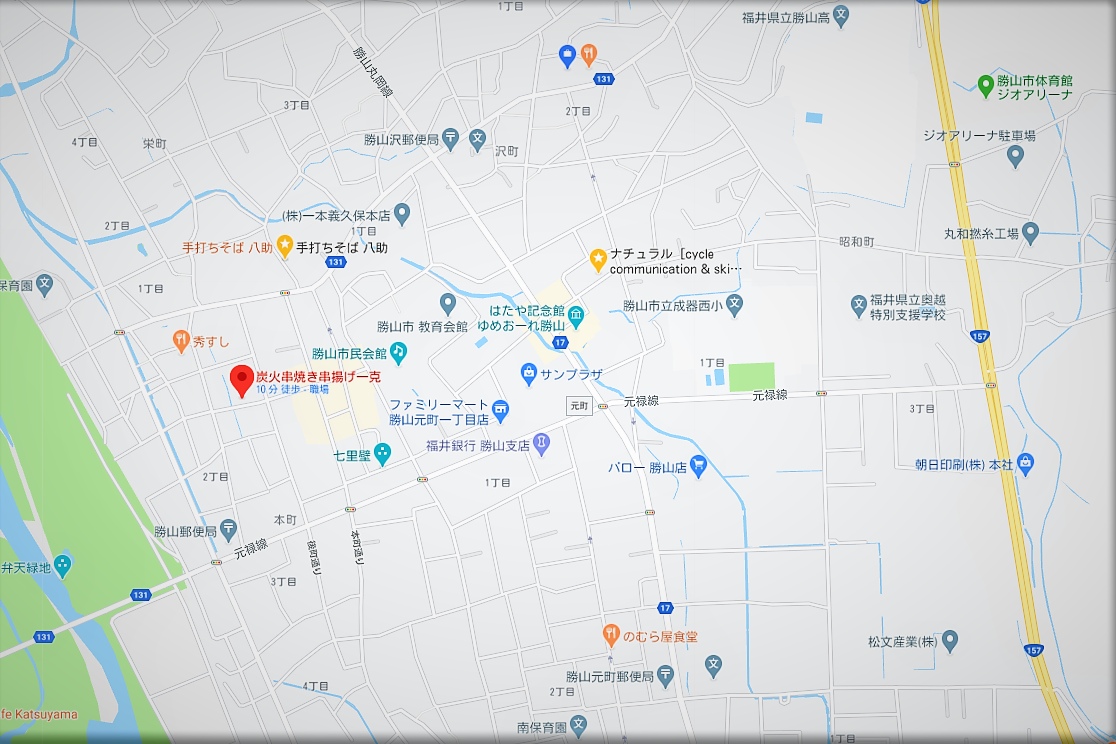 1丁目
福井県立勝山高
勝山丸岡線
131
勝山市体育館
ジオアリーナ
3丁目
2丁目
4丁目
栄町
勝山沢郵便局
沢町
ジオアリーナ駐車場
(株)一本義久保本店
1丁目
2丁目
手打ちそば 八助
手打ちそば 八助
131
ナチュラル［cycle
communication & ski…
昭和町
丸和撚糸工場
保育園
1丁目
はたや記念館
ゆめおーれ勝山
勝山市立成器西小
福井県立奥越
特別支援学校
勝山市 教育会館
17
157
秀すし
勝山市民会館
1丁目
サンプラザ
炭火串焼き串揚げ一克
10 分 徒歩 - 職場
元禄線
元禄線
元町
ファミリーマート
勝山元町一丁目店
3丁目
福井銀行 勝山支店
七里壁
バロー 勝山店
朝日印刷(株) 本社
2丁目
1丁目
本町
勝山郵便局
元禄線
後町通り
本町通り
弁天緑地
3丁目
131
131
17
のむら屋食堂
松文産業(株)
157
勝山元町郵便局
4丁目
2丁目
fe Katsuyama
南保育園
1丁目